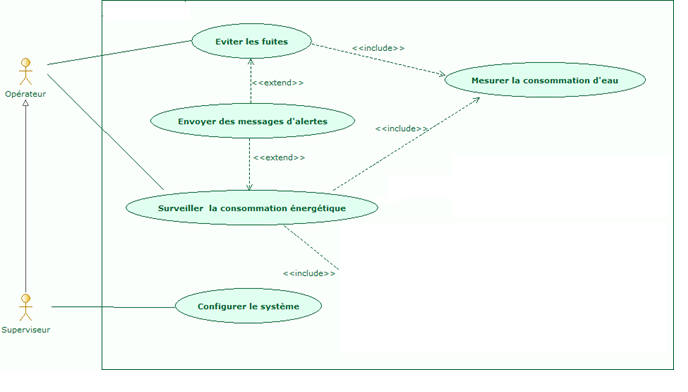 Eviter les fuites
<<include>>
Mesurer la consommation d'eau
Opérateur
<<extend>>
Envoyer des messages d'alertes
<<include>>
<<extend>>
Surveiller la consommation énergétique
<<include>>
Configurer le système
Superviseur